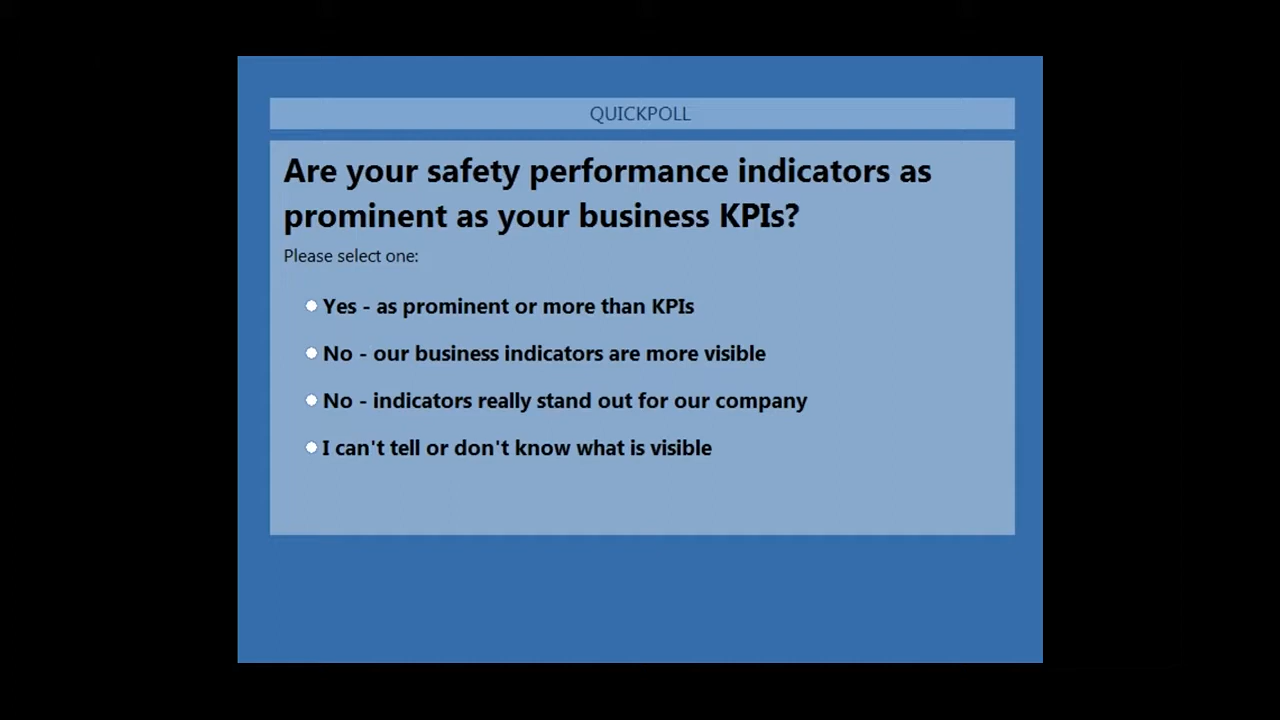 QUICKPOLL
Are your safety performance indicators as
prominent as your business KPIs?
Please select one:
Yes - as prominent or more than KPIs
No - our business indicators are more visible
No - indicators really stand out for our company
I can't tell or don't know what is visible